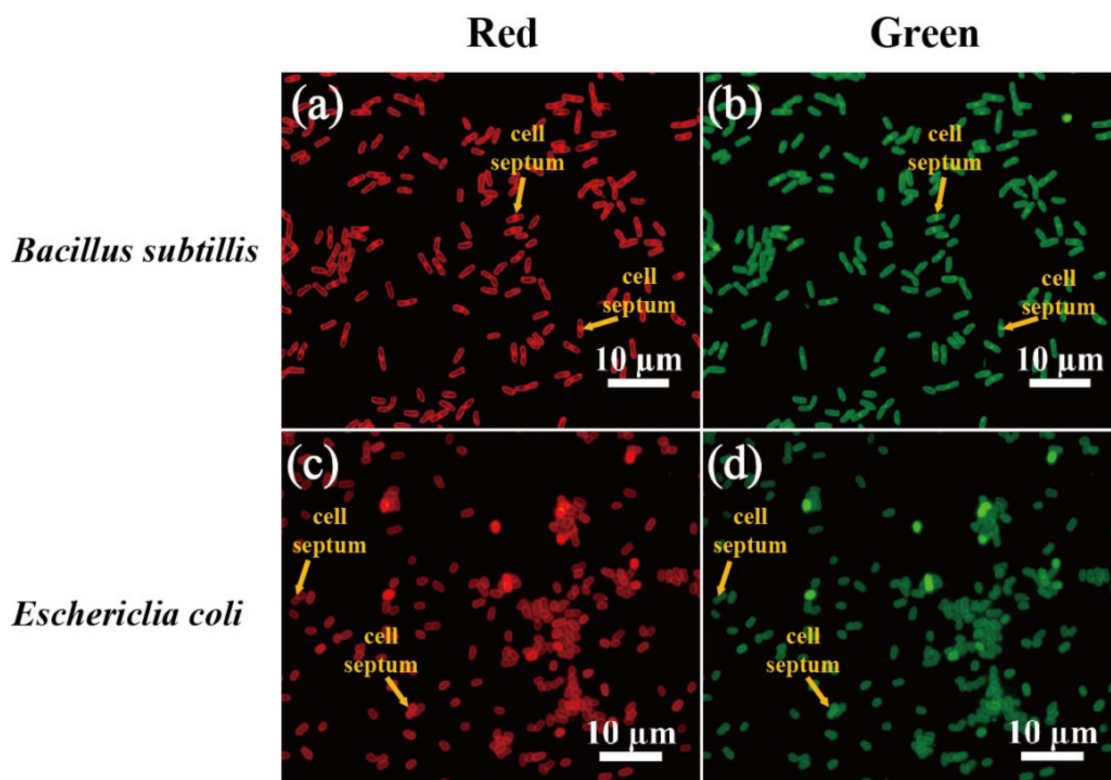 Red
Green
(a)
cell
septum
cell
septum
10 μm
(b)
cell
septum
cell
septum
10 μm
Bacillus subtillis
(c)
cell
septum
cell
septum
10 μm
(d)
cell
septum
cell
septum
10 μm
Eschericlia coli